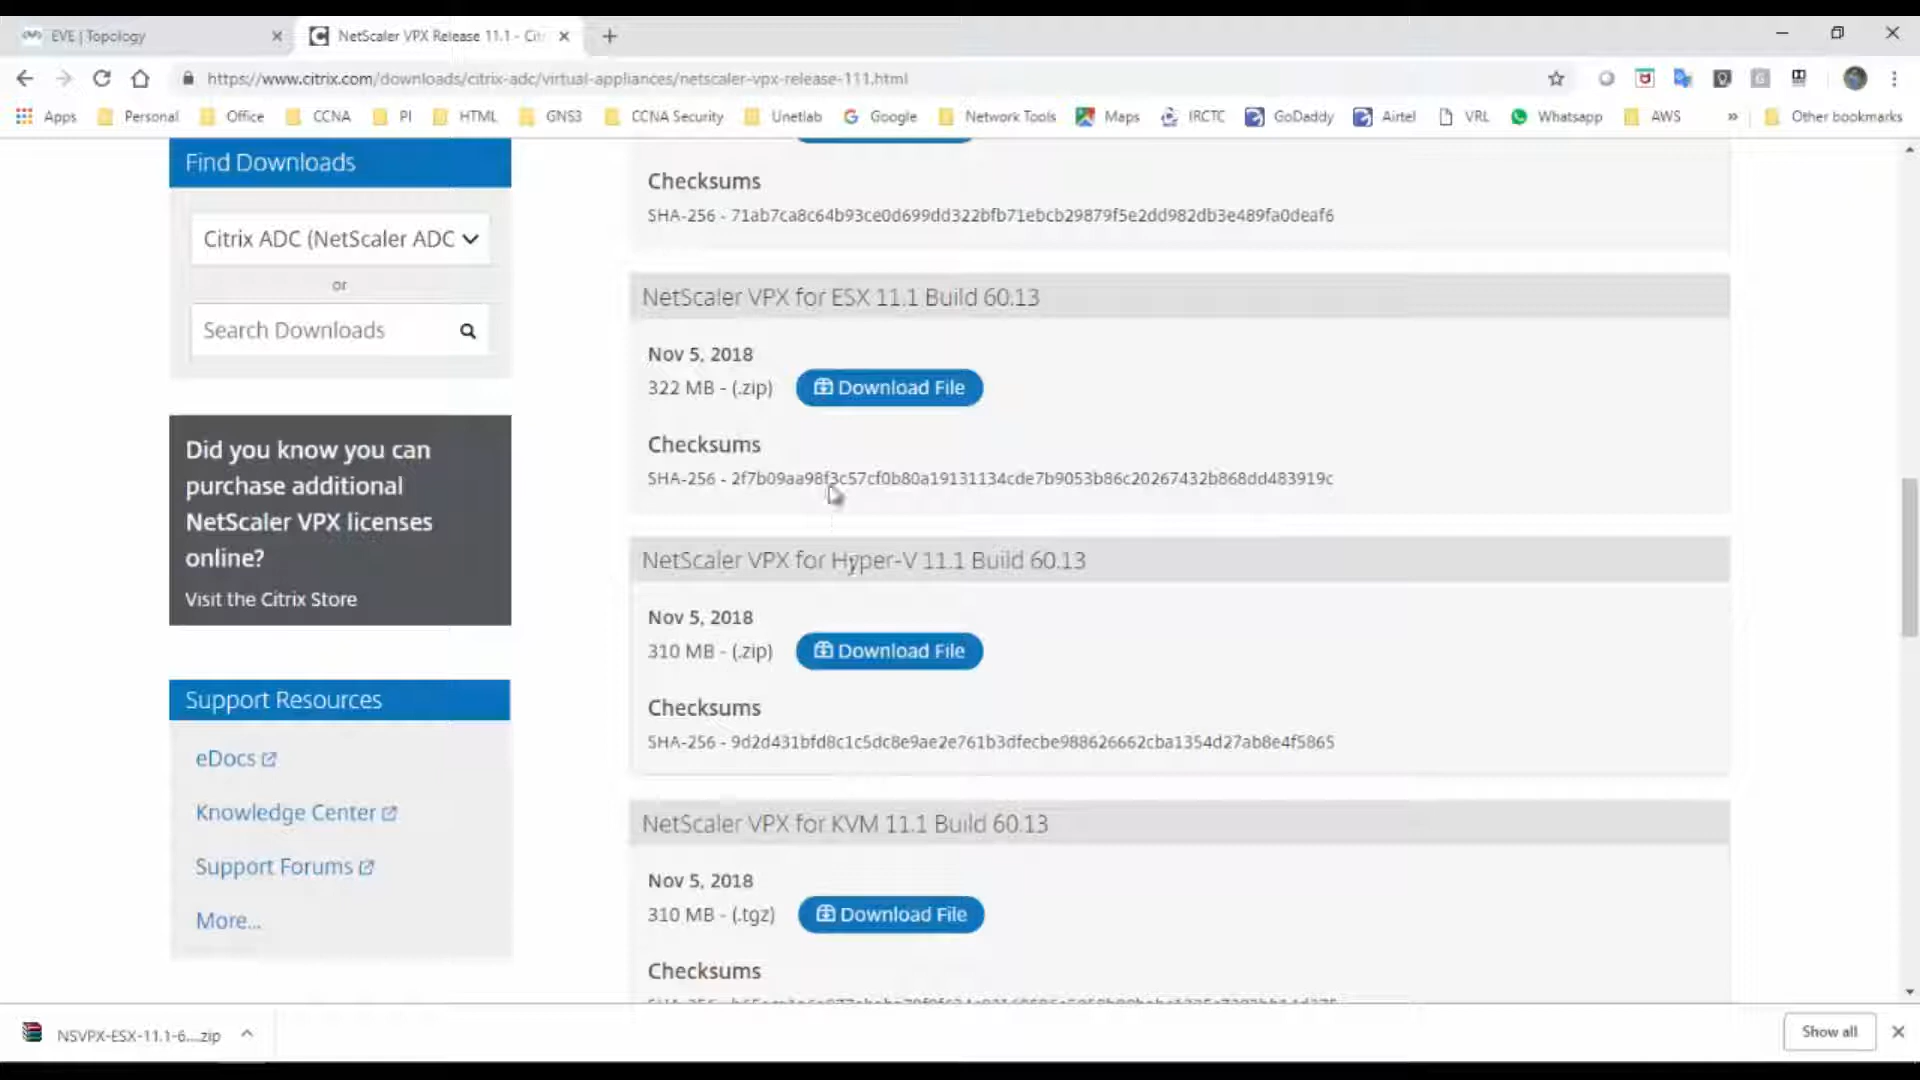 EVE | Topology
NetScaler VPX Release 11.1 - Cit
https://www.citrix.com/downloads/citrix-adc/virtual-appliances/netscaler-vpx-release-111.html
Apps Personal Office CCNA PI HTML GNS3 CCNA Security Unetlab Google Network Tools Maps IRCTC GoDaddy Airtel VRL Whatsapp AWS » Other bookmarks
Find Downloads
Citrix ADC (NetScaler ADC
or
Search Downloads
Did you know you can
purchase additional
NetScaler VPX licenses
online?
Visit the Citrix Store
Support Resources
eDocs
Knowledge Center
Support Forums
More...
Checksums
SHA-256 - 71ab7ca8c64b93ce0d699dd322bfb71ebcb29879f5e2dd982db3e489fa0deaf6
NetScaler VPX for ESX 11.1 Build 60.13
Nov 5, 2018
322 MB - (.zip) Download File
Checksums
SHA-256 - 2f7b09aa98f3c57cf0b80a19131134cde7b9053b86c20267432b868dd483919c
NetScaler VPX for Hyper-V 11.1 Build 60.13
Nov 5, 2018
310 MB - (.zip) Download File
Checksums
SHA-256 - 9d2d431bfd8c1c5dc8e9ae2e761b3dfecbe988626662cba1354d27ab8e4f5865
NetScaler VPX for KVM 11.1 Build 60.13
Nov 5, 2018
310 MB - (.tgz) Download File
Checksums
NSVPX-ESX-11.1-6....zip
Show all